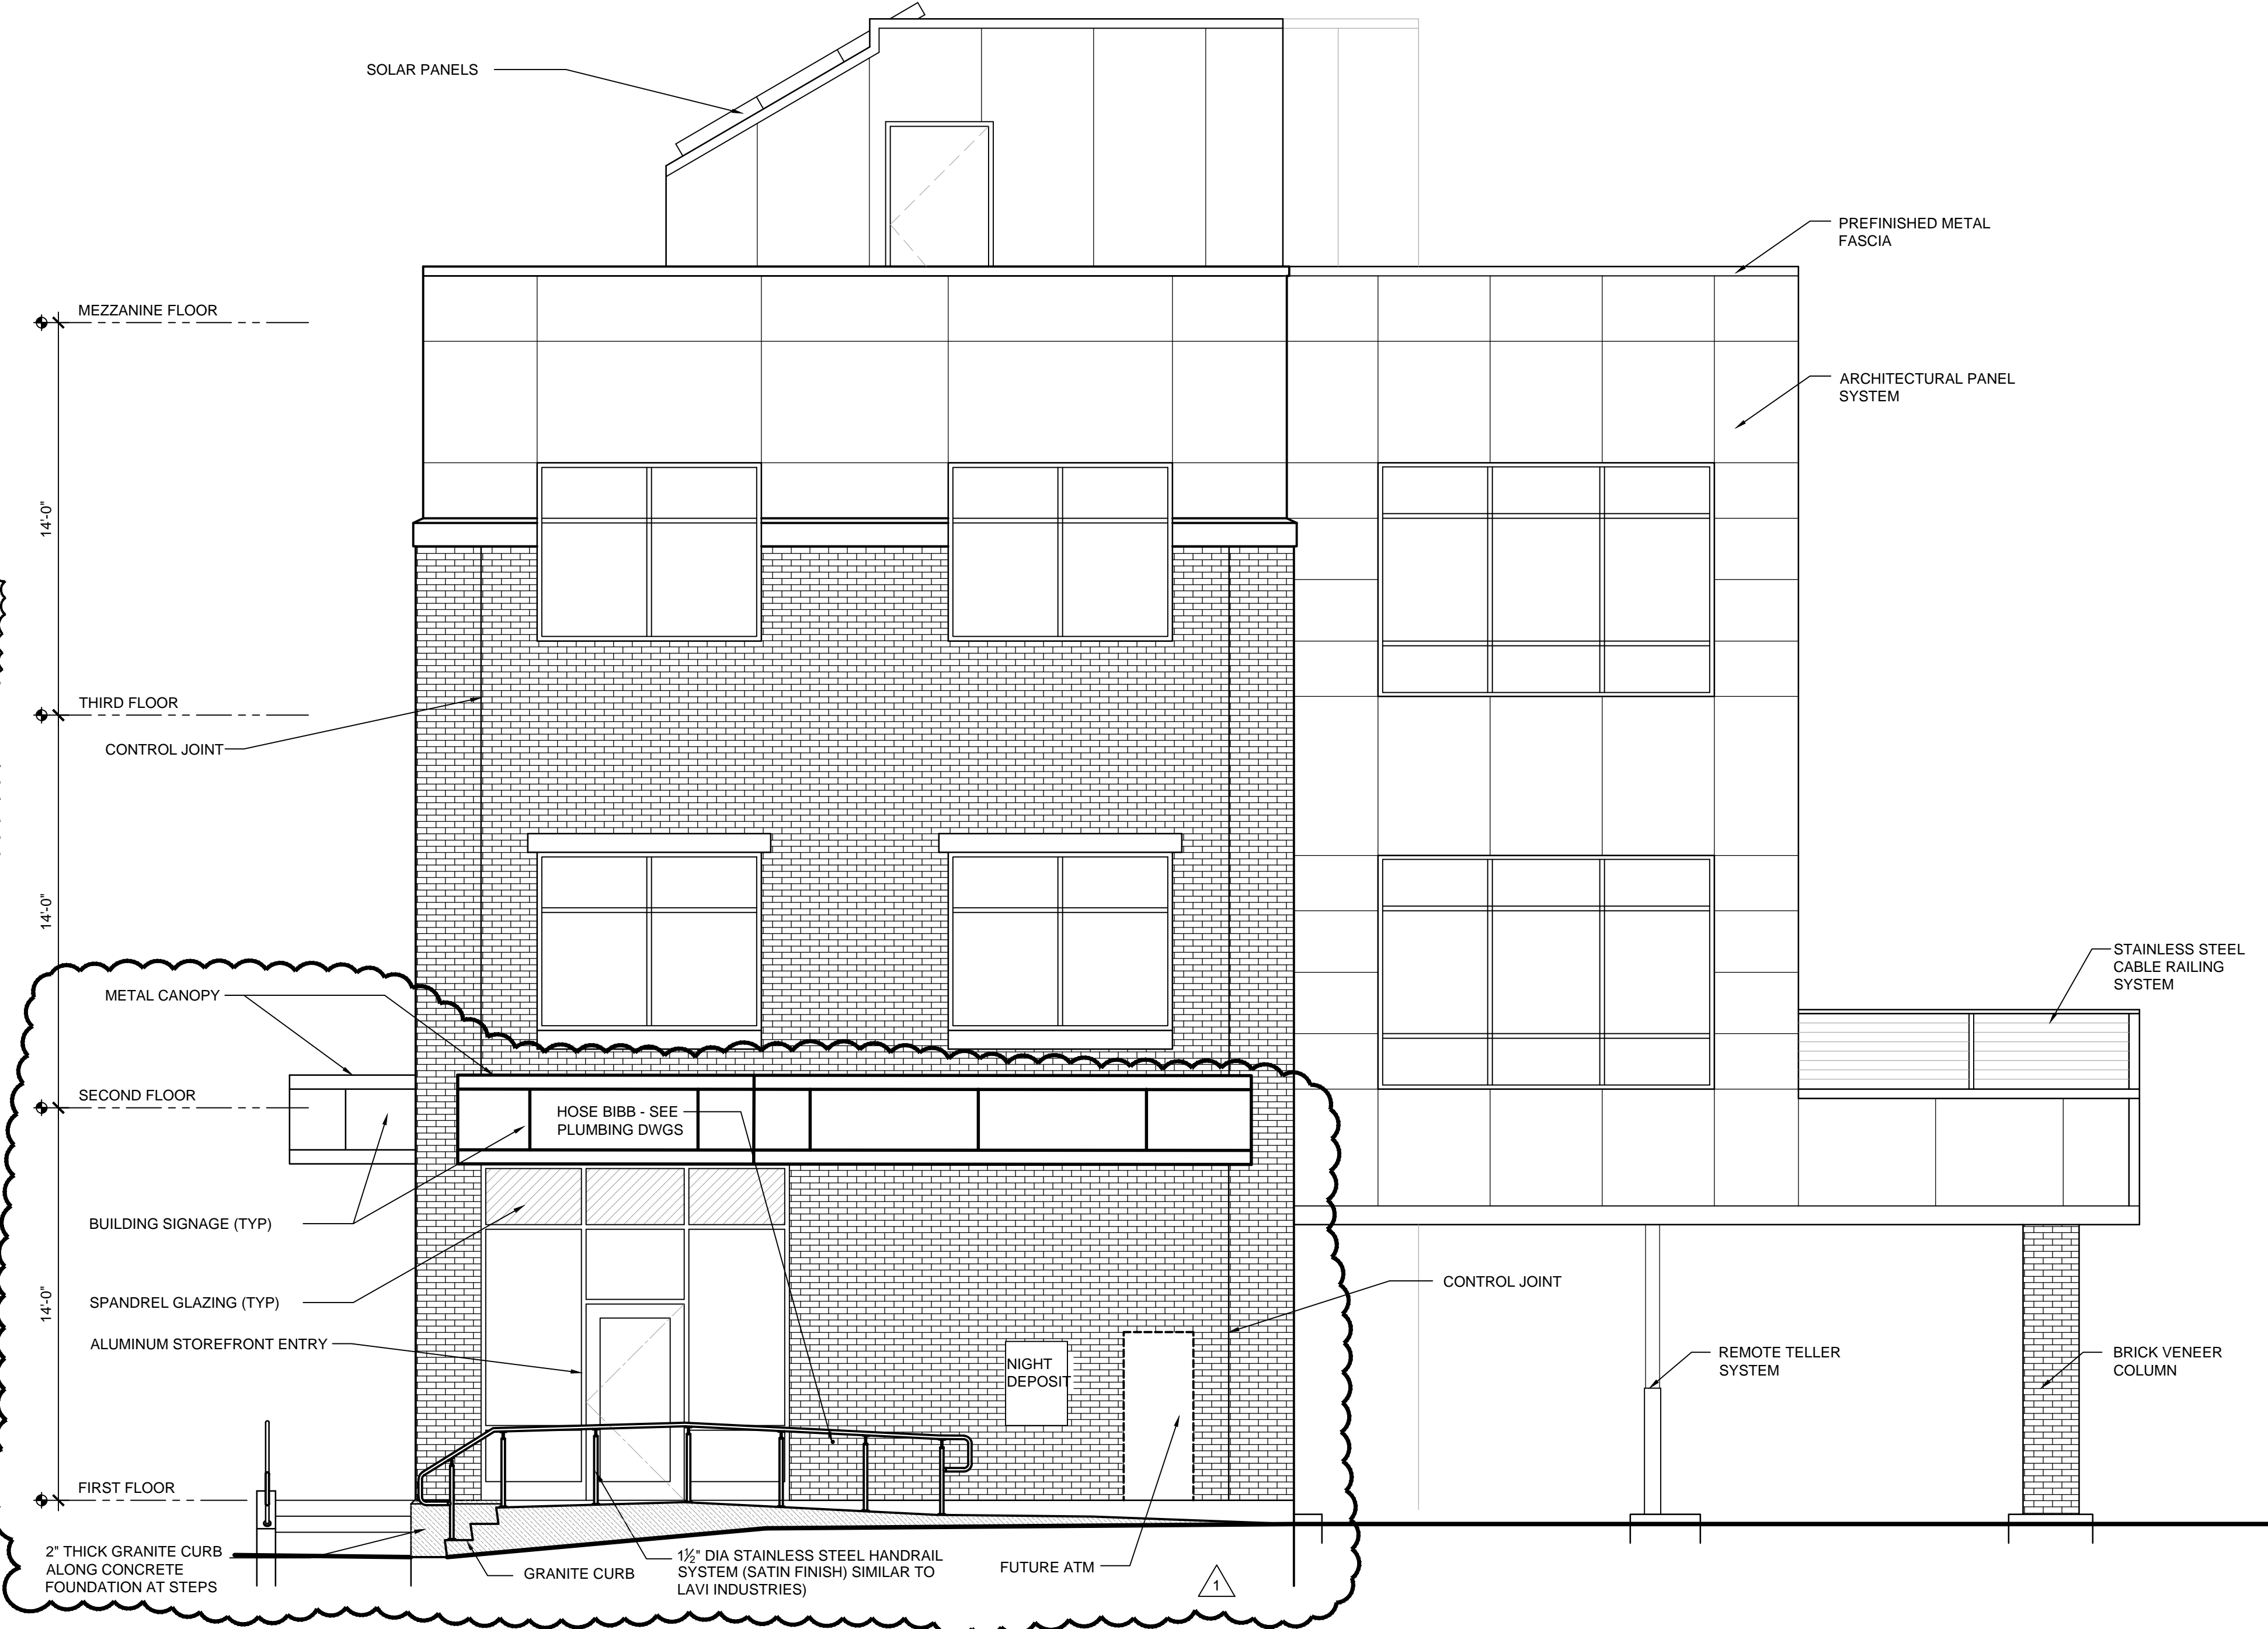 SOLAR PANELS
PREFINISHED METAL
FASCIA
MEZZANINE FLOOR
ARCHITECTURAL PANEL
SYSTEM
14'-0"
THIRD FLOOR
CONTROL JOINT
14'-0"
STAINLESS STEEL
CABLE RAILING
SYSTEM
METAL CANOPY
SECOND FLOOR
HOSE BIBB - SEE
PLUMBING DWGS
BUILDING SIGNAGE (TYP)
CONTROL JOINT
SPANDREL GLAZING (TYP)
14'-0"
ALUMINUM STOREFRONT ENTRY
NIGHT
DEPOSIT
REMOTE TELLER
SYSTEM
BRICK VENEER
COLUMN
FIRST FLOOR
2" THICK GRANITE CURB
ALONG CONCRETE
FOUNDATION AT STEPS
GRANITE CURB
1½" DIA STAINLESS STEEL HANDRAIL
SYSTEM (SATIN FINISH) SIMILAR TO
LAVI INDUSTRIES)
FUTURE ATM
1